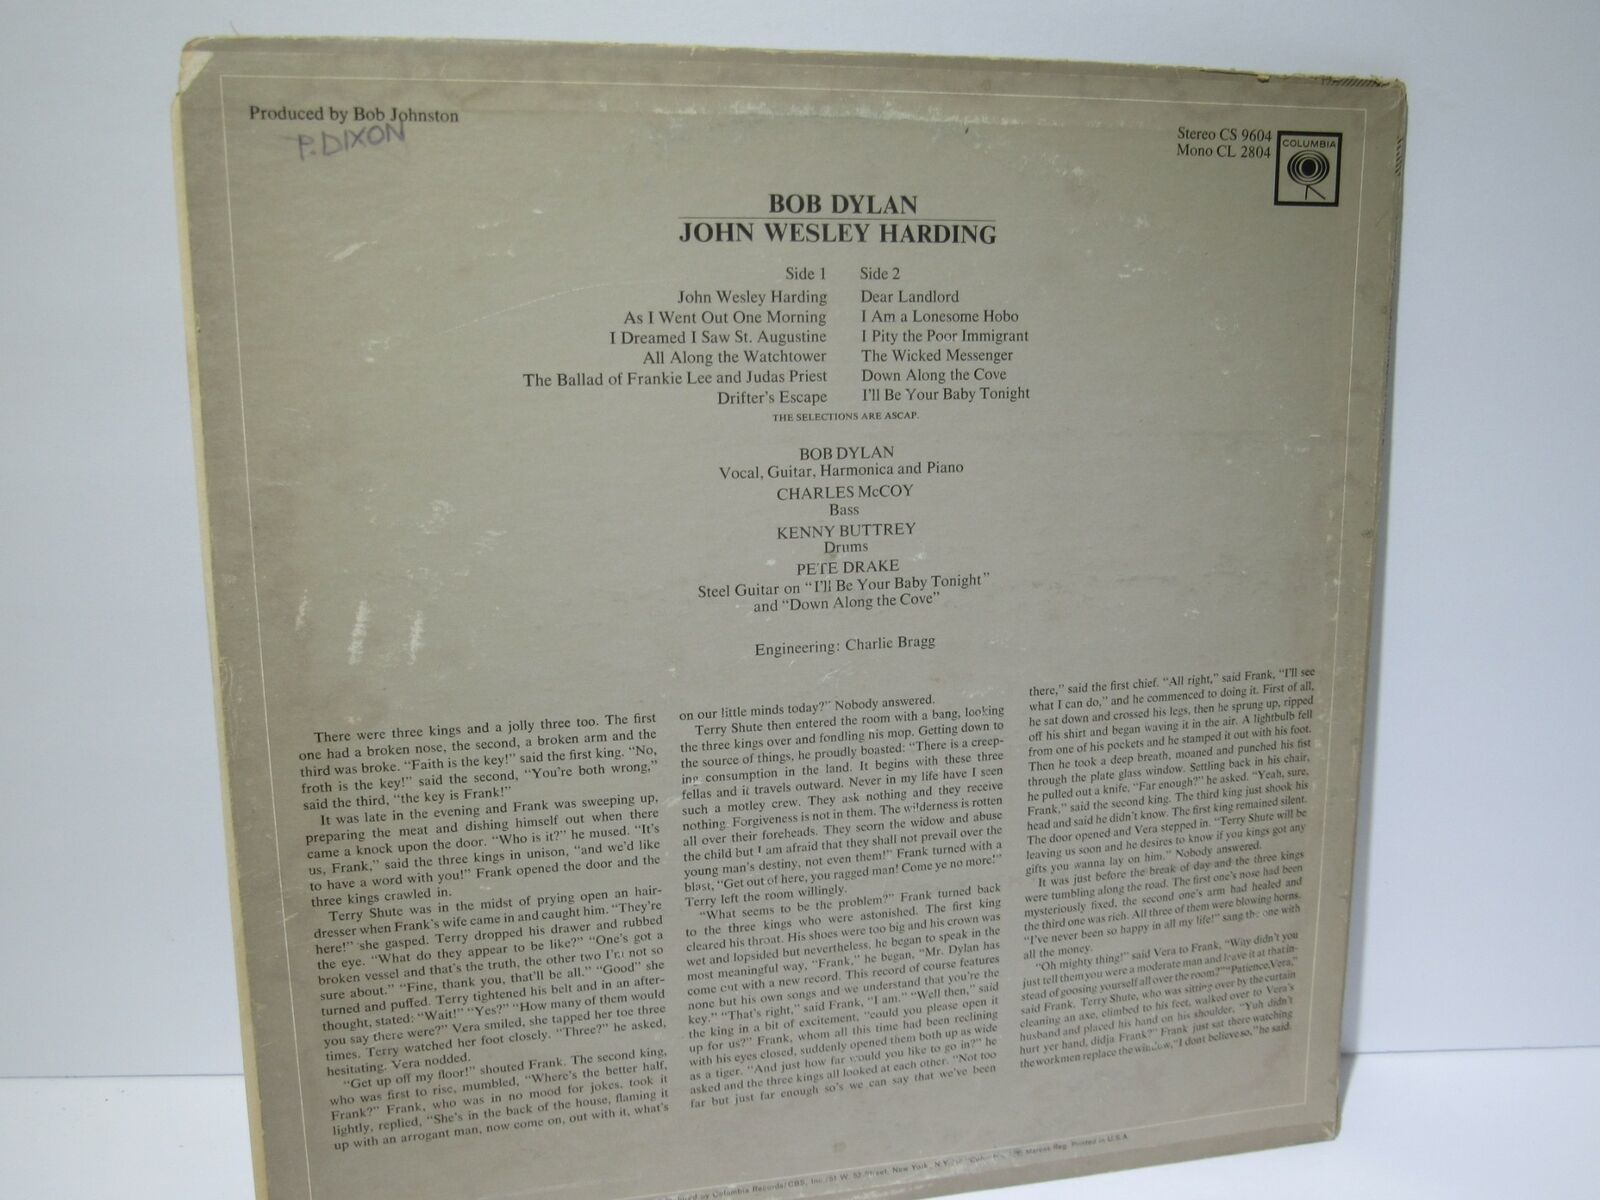 Produced by Bob Johnston
P. DIXON
Stereo CS 9604
Mono CL 2804
COLUMBIA
BOB DYLAN
JOHN WESLEY HARDING
Side 1
John Wesley Harding
As I Went Out One Morning
I Dreamed I Saw St. Augustine
All Along the Watchtower
The Ballad of Frankie Lee and Judas Priest
Drifter's Escape
Side 2
Dear Landlord
I Am a Lonesome Hobo
I Pity the Poor Immigrant
The Wicked Messenger
Down Along the Cove
I'll Be Your Baby Tonight
THE SELECTIONS ARE ASCAP.
BOB DYLAN
Vocal, Guitar, Harmonica and Piano
CHARLES McCOY
Bass
KENNY BUTTREY
Drums
PETE DRAKE
Steel Guitar on "I'll Be Your Baby Tonight"
and "Down Along the Cove"
Engineering: Charlie Bragg
There were three kings and a jolly three too. The first
one had a broken nose, the second, a broken arm and the
third was broke. "Faith is the key!" said the first king. "No,
froth is the key!" said the second, "You're both wrong,"
said the third, "the key is Frank!"
It was late in the evening and Frank was sweeping up,
preparing the meat and dishing himself out when there
came a knock upon the door. "Who is it?" he mused. "It's
us, Frank," said the three kings in unison, "and we'd like
to have a word with you!" Frank opened the door and the
three kings crawled in.
Terry Shute was in the midst of prying open an hair-
dresser when Frank's wife came in and caught him. "They're
here!" she gasped. Terry dropped his drawer and rubbed
the eye. "What do they appear to be like?" "One's got a
broken vessel and that's the truth, the other two I'm not so
sure about." "Fine, thank you, that'll be all." "Good" she
turned and puffed. Terry tightened his belt and in an after-
thought, stated: "Wait!" "Yes?" "How many of them would
you say there were?" Vera smiled, she tapped her toe three
times. Terry watched her foot closely. "Three?" he asked,
hesitating. Vera nodded.
"Get up off my floor!" shouted Frank. The second king,
who was first to rise, mumbled, "Where's the better half,
Frank?" Frank, who was in no mood for jokes, took it
lightly, replied, "She's in the back of the house, flaming it
up with an arrogant man, now come on, out with it, what's
on our little minds today?" Nobody answered.
Terry Shute then entered the room with a bang, looking
the three kings over and fondling his mop. Getting down to
the source of things, he proudly boasted: "There is a creep-
ing consumption in the land. It begins with these three
fellas and it travels outward. Never in my life have I seen
such a motley crew. They ask nothing and they receive
nothing. Forgiveness is not in them. The wilderness is rotten
all over their foreheads. They scorn the widow and abuse
the child but I am afraid that they shall not prevail over the
young man's destiny, not even them!" Frank turned with a
blast, "Get out of here, you ragged man! Come ye no more!"
Terry left the room willingly.
"What seems to be the problem?" Frank turned back
to the three kings who were astonished. The first king
cleared his throat. His shoes were too big and his crown was
wet and lopsided but nevertheless, he began to speak in the
most meaningful way, "Frank," he began, "Mr. Dylan has
come out with a new record. This record of course features
none but his own songs and we understand that you're the
key." "That's right," said Frank, "I am." "Well then," said
the king in a bit of excitement, "could you please open it
up for us?" Frank, whom all this time had been reclining
with his eyes closed, suddenly opened them both up as wide
as a tiger. "And just how far would you like to go in?" he
asked and the three kings all looked at each other. "Not too
far but just far enough so's we can say that we've been
there," said the first chief. "All right," said Frank, "I'll see
what I can do," and he commenced to doing it. First of all,
he sat down and crossed his legs, then he sprung up, ripped
off his shirt and began waving it in the air. A lightbulb fell
from one of his pockets and he stamped it out with his foot.
Then he took a deep breath, moaned and punched his fist
through the plate glass window. Settling back in his chair,
he pulled out a knife, "Far enough?" he asked. "Yeah, sure,
Frank," said the second king. The third king just shook his
head and said he didn't know. The first king remained silent.
The door opened and Vera stepped in. "Terry Shute will be
leaving us soon and he desires to know if you kings got any
gifts you wanna lay on him." Nobody answered.
It was just before the break of day and the three kings
were tumbling along the road. The first one's nose had been
mysteriously fixed, the second one's arm had healed and
the third one was rich. All three of them were blowing horns.
"I've never been so happy in all my life!" sang the one with
all the money.
"Oh mighty thing!" said Vera to Frank, "Why didn't you
just tell them you were a moderate man and leave it at that in-
stead of goosing yourself all over the room?" "Patience, Vera,"
said Frank. Terry Shute, who was sitting over by the curtain
cleaning an axe, climbed to his feet, walked over to Vera's
husband and placed his hand on his shoulder. "Yuh didn't
hurt yer hand, didja Frank?" Frank just sat there watching
the workmen replace the window, "I dont believe so," he said.
by Columbia Records/CBS, Inc./51 W. 52 Street, New York, N.Y./ "Columbia", Marcas Reg. Printed in U.S.A.